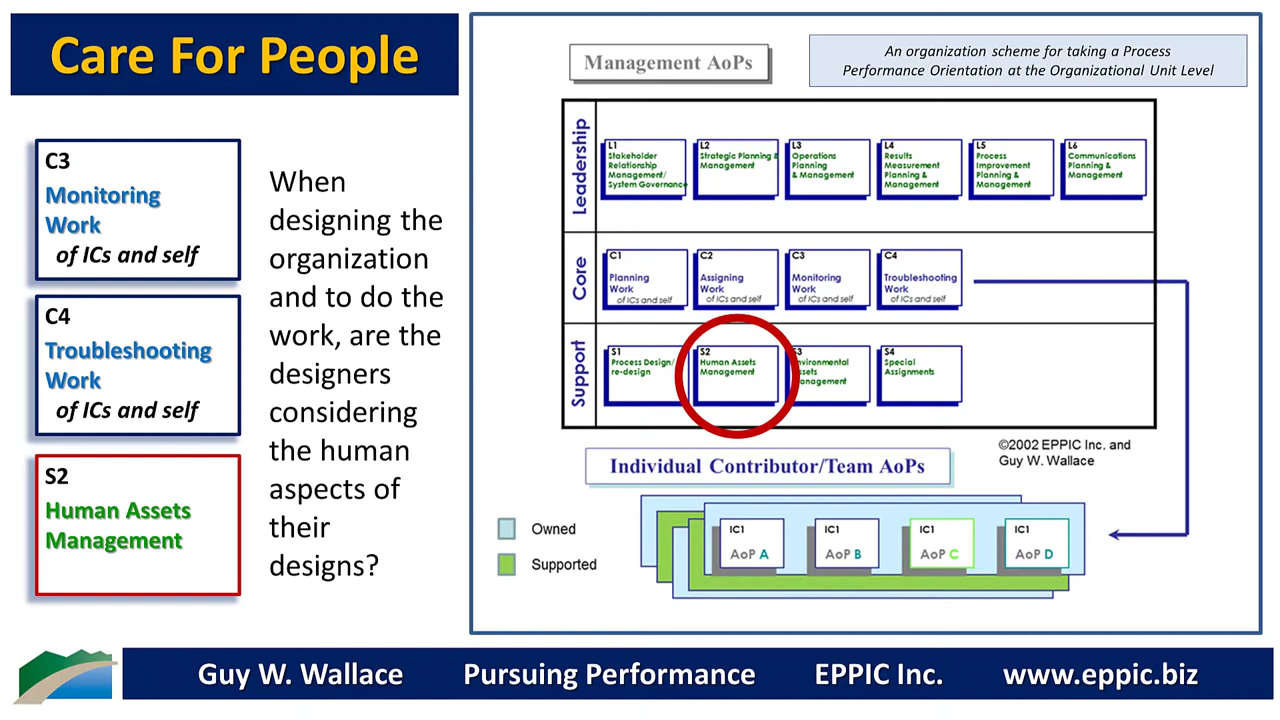 Care For People
C3
Monitoring
Work
of ICs and self
C4
Troubleshooting
Work
of ICs and self
S2
Human Assets
Management
When
designing the
organization
and to do the
work, are the
designers
considering
the human
aspects of
their
designs?
Management AoPs
An organization scheme for taking a Process
Performance Orientation at the Organizational Unit Level
Leadership
L1
Stakeholder
Relationship
Management/
System Governance
L2
Strategic Planning &
Management
L3
Operations
Planning
& Management
L4
Results
Measurement
Planning &
Management
L5
Process
Improvement
Planning &
Management
L6
Communications
Planning &
Management
Core
C1
Planning
Work
of ICs and self
C2
Assigning
Work
of ICs and self
C3
Monitoring
Work
of ICs and self
C4
Troubleshooting
Work
of ICs and self
Support
S1
Process Design/
re-design
S2
Human Assets
Management
S3
nvironmental
ssets
anagement
S4
Special
Assignments
©2002 EPPIC Inc. and
Guy W. Wallace
Individual Contributor/Team AoPs
Owned
Supported
IC1
AoP A
IC1
AoP B
IC1
AoP C
IC1
AoP D
Guy W. Wallace Pursuing Performance EPPIC Inc. www.eppic.biz